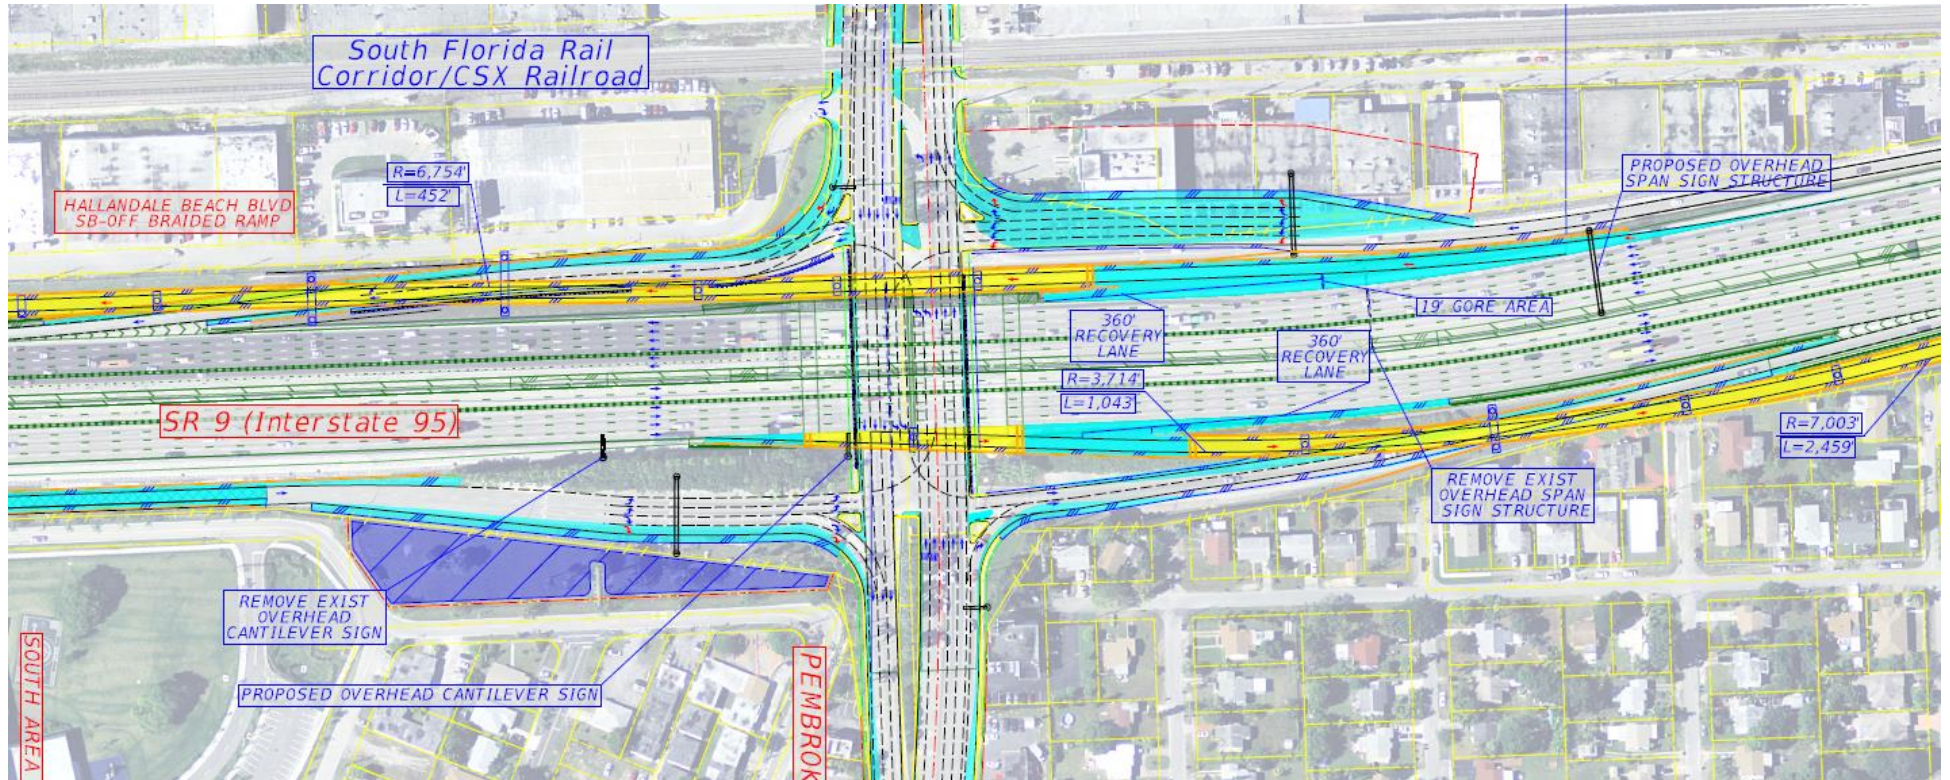 South Florida Rail
Corridor/CSX Railroad
R=6,754'
L=452'
HALLANDALE BEACH BLVD
SB-OFF BRAIDED RAMP
PROPOSED OVERHEAD
SPAN SIGN STRUCTURE
19' GORE AREA
360'
RECOVERY
LANE
360'
RECOVERY
LANE
R=3,714'
L=1,043'
SR 9 (Interstate 95)
R=7,003'
L=2,459'
REMOVE EXIST
OVERHEAD SPAN
SIGN STRUCTURE
REMOVE EXIST
OVERHEAD
CANTILEVER SIGN
PROPOSED OVERHEAD CANTILEVER SIGN
SOUTH AREA
PEMBROK